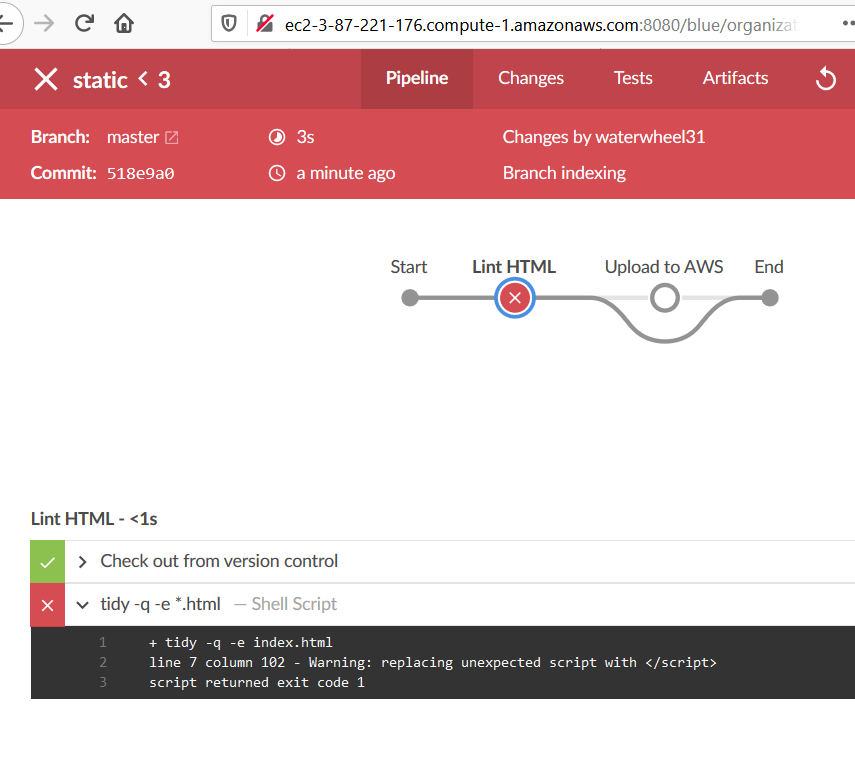 ec2-3-87-221-176.compute-1.amazonaws.com:8080/blue/organizat
static < 3 Pipeline Changes Tests Artifacts
Branch: master 3s Changes by waterwheel31
Commit: 518e9a0 a minute ago Branch indexing
Start Lint HTML Upload to AWS End
Lint HTML - <1s
Check out from version control
tidy -q -e *.html — Shell Script
1 + tidy -q -e index.html
2 line 7 column 102 - Warning: replacing unexpected script with </script>
3 script returned exit code 1